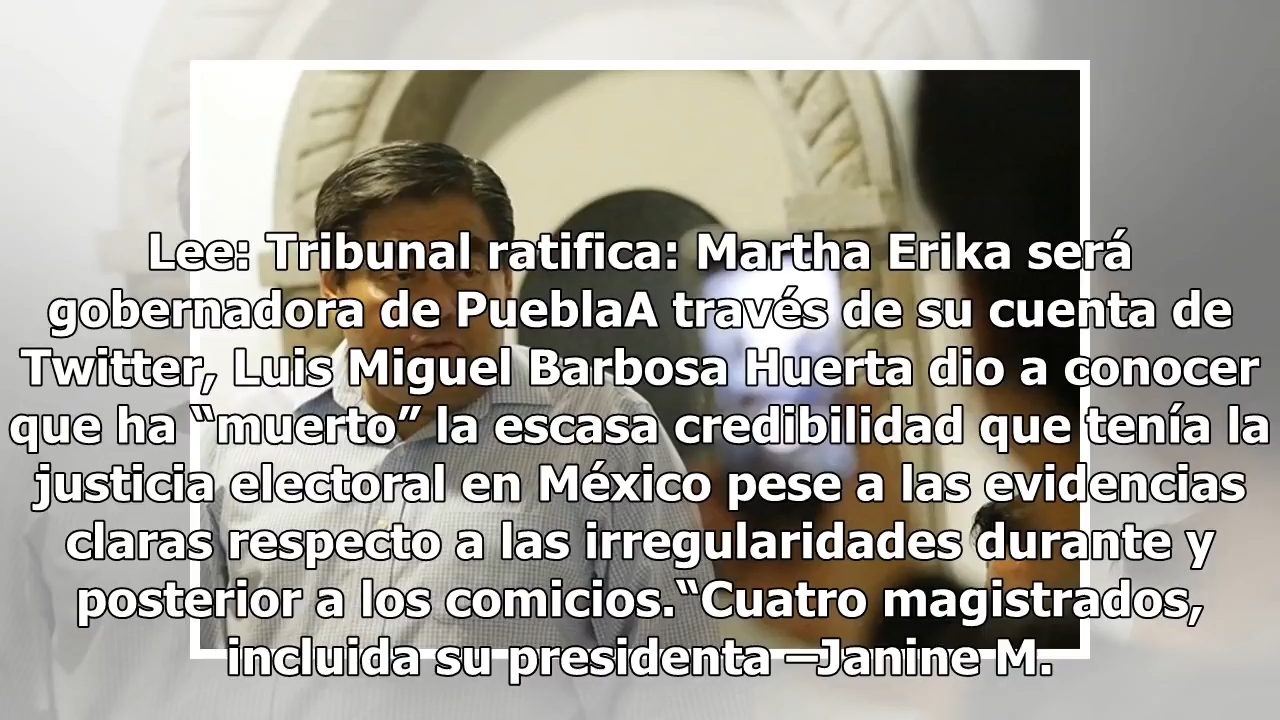 Lee: Tribunal ratifica: Martha Erika será
gobernadora de PueblaA través de su cuenta de
Twitter, Luis Miguel Barbosa Huerta dio a conocer
que ha “muerto” la escasa credibilidad que tenía la
justicia electoral en México pese a las evidencias
claras respecto a las irregularidades durante y
posterior a los comicios.“Cuatro magistrados,
incluida su presidenta —Janine M.